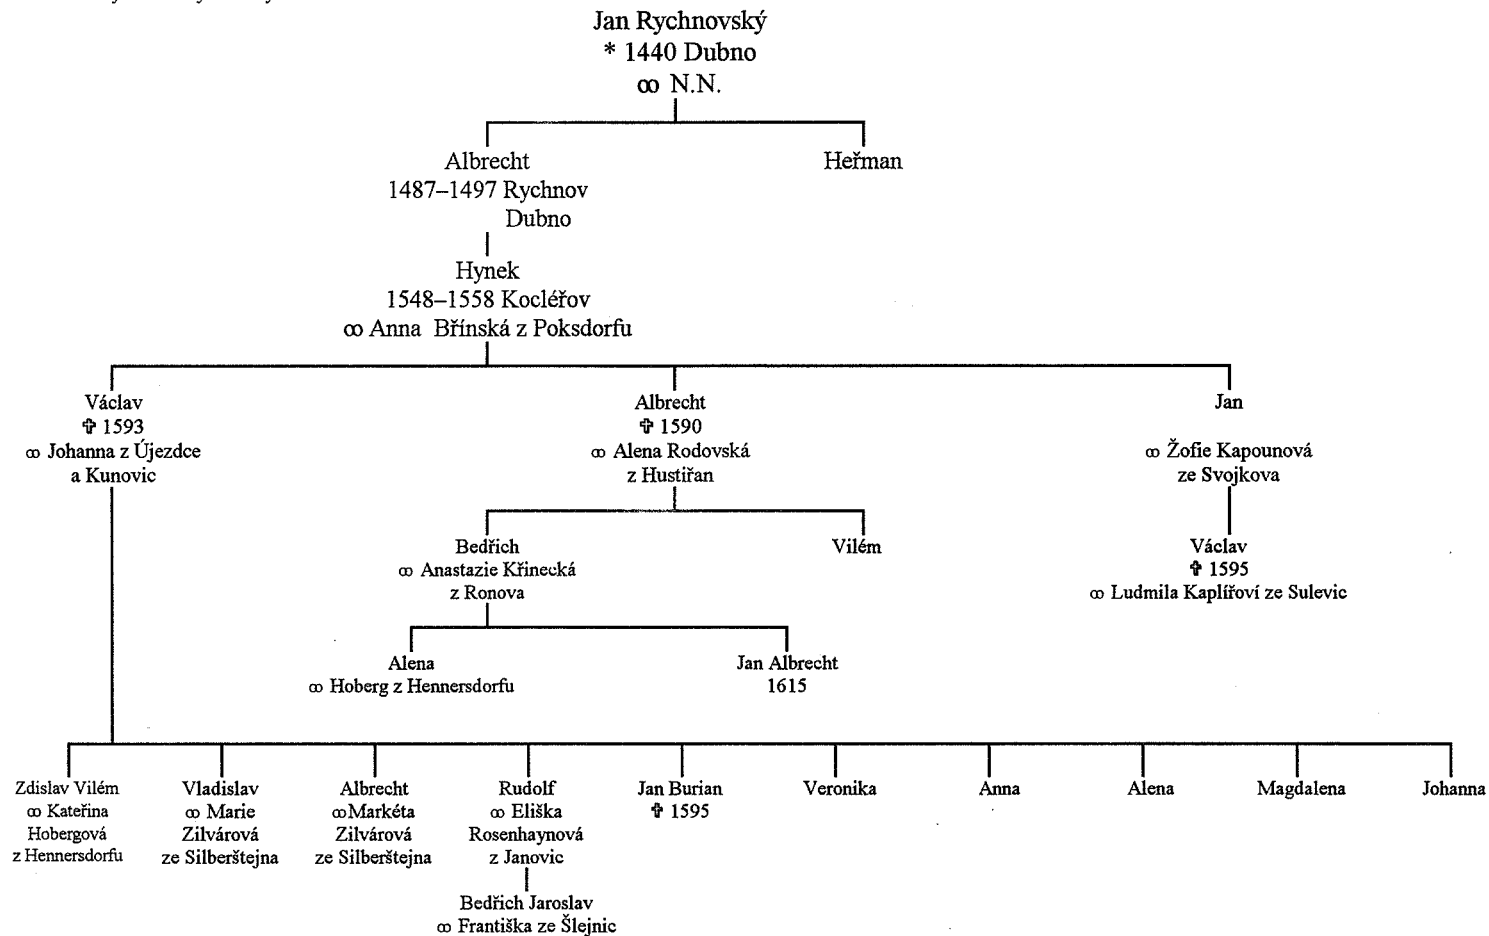 Jan Rychnovský
* 1440 Dubno
ꝏ N.N.
Albrecht
1487–1497 Rychnov
Dubno
Heřman
Hynek
1548–1558 Kocléřov
ꝏ Anna Břínská z Poksdorfu
Václav
✞ 1593
ꝏ Johanna z Újezdce
a Kunovic
Albrecht
✞ 1590
ꝏ Alena Rodovská
z Hustířan
Jan
ꝏ Žofie Kapounová
ze Svojkova
Bedřich
ꝏ Anastazie Křinecká
z Ronova
Vilém
Václav
✞ 1595
ꝏ Ludmila Kaplířoví ze Sulevic
Alena
ꝏ Hoberg z Hennersdorfu
Jan Albrecht
1615
Zdislav Vilém
ꝏ Kateřina
Hobergová
z Hennersdorfu
Vladislav
ꝏ Marie
Zilvárová
ze Silberštejna
Albrecht
ꝏMarkéta
Zilvárová
ze Silberštejna
Rudolf
ꝏ Eliška
Rosenhaynová
z Janovic
Jan Burian
✞ 1595
Veronika
Anna
Alena
Magdalena
Johanna
Bedřich Jaroslav
ꝏ Františka ze Šlejnic